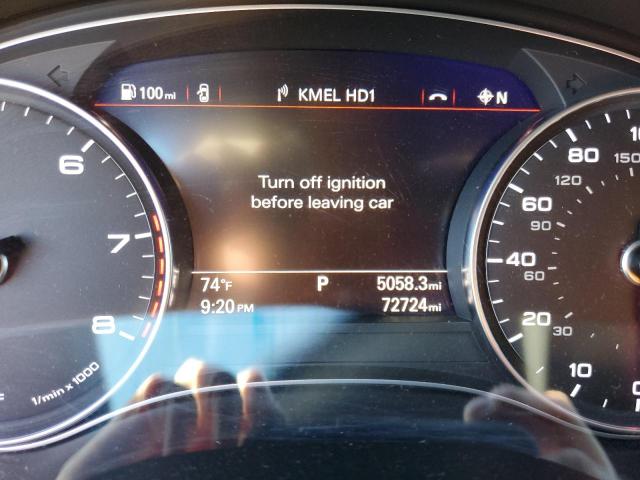 100 mi KMEL HD1 N
Turn off ignition
before leaving car
74°F P 5058.3 mi
9:20 PM 72724 mi
6
7
8
1/min x 1000
F
80
60
40
20
10
0
150
120
90
60
30